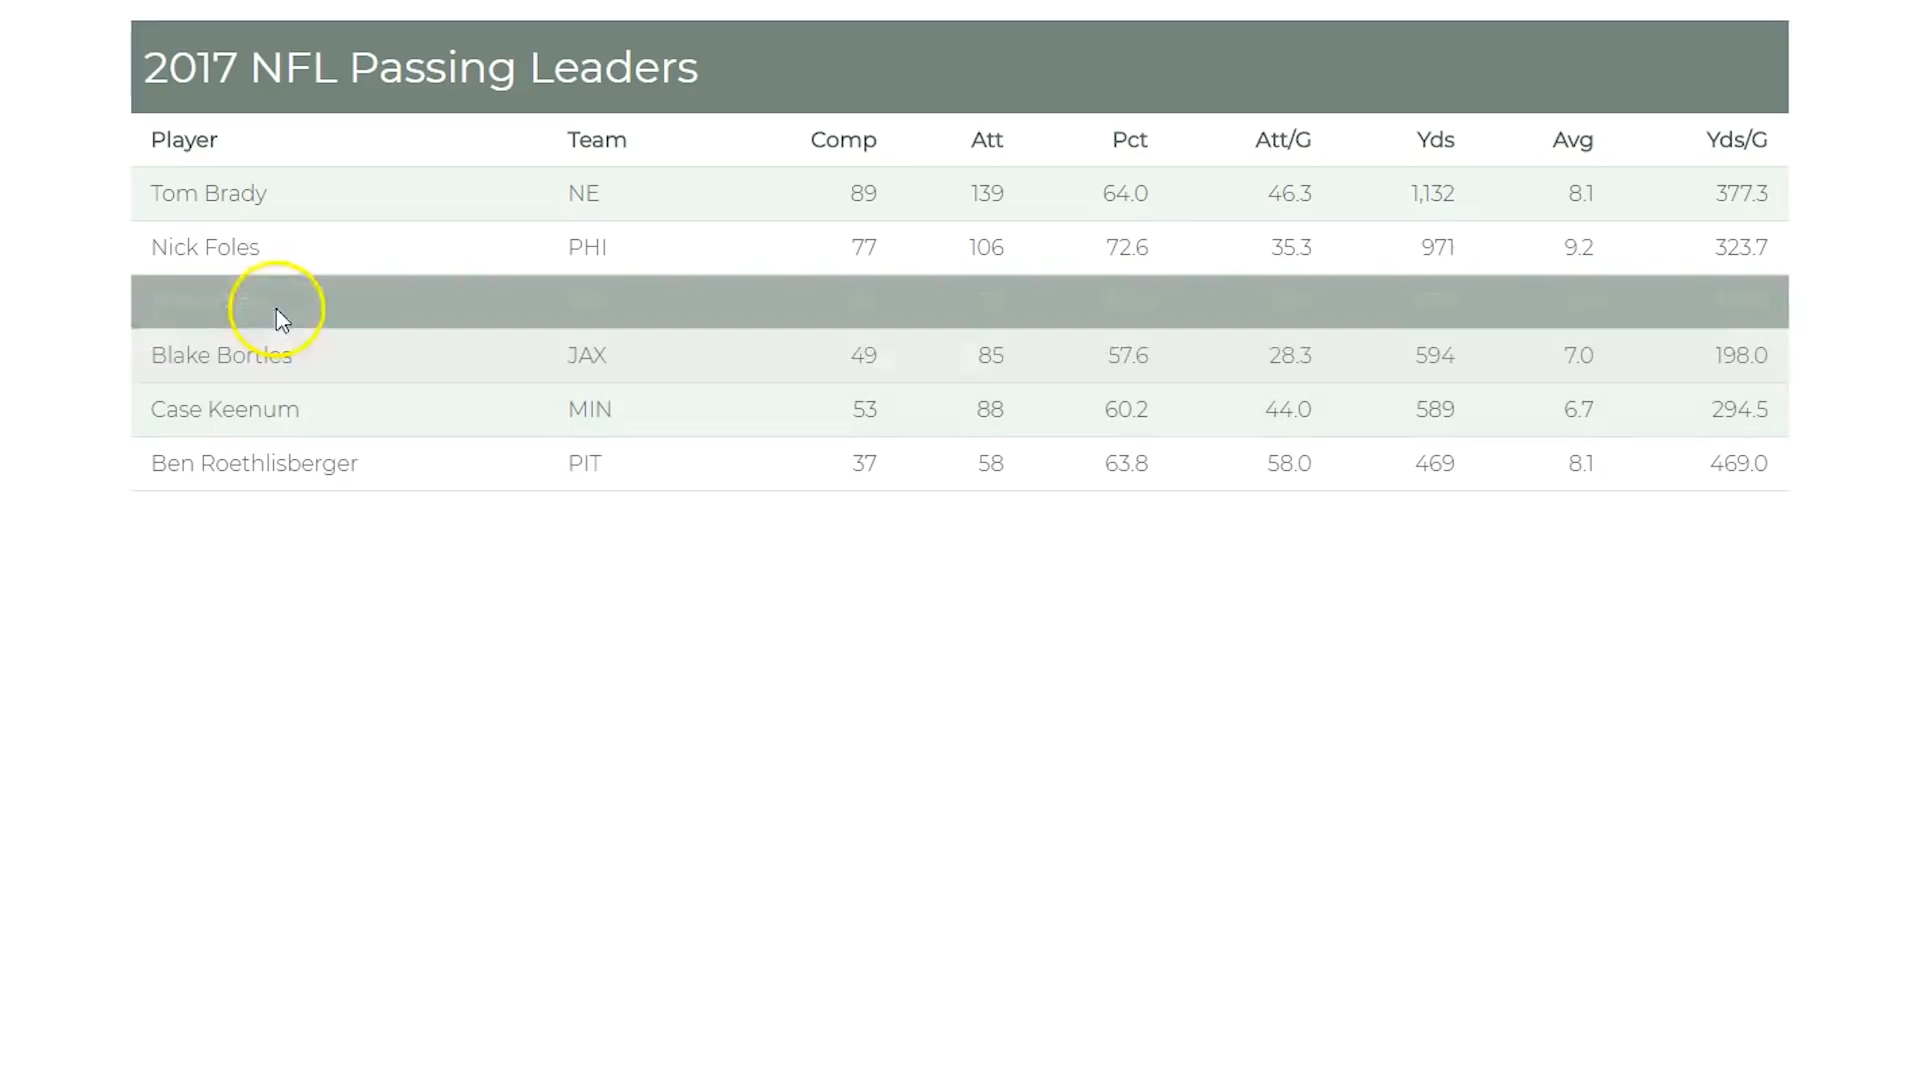 2017 NFL Passing Leaders
Player Team Comp Att Pct Att/G Yds Avg Yds/G
Tom Brady NE 89 139 64.0 46.3 1,132 8.1 377.3
Nick Foles PHI 77 106 72.6 35.3 971 9.2 323.7
Blake Bortles JAX 49 85 57.6 28.3 594 7.0 198.0
Case Keenum MIN 53 88 60.2 44.0 589 6.7 294.5
Ben Roethlisberger PIT 37 58 63.8 58.0 469 8.1 469.0